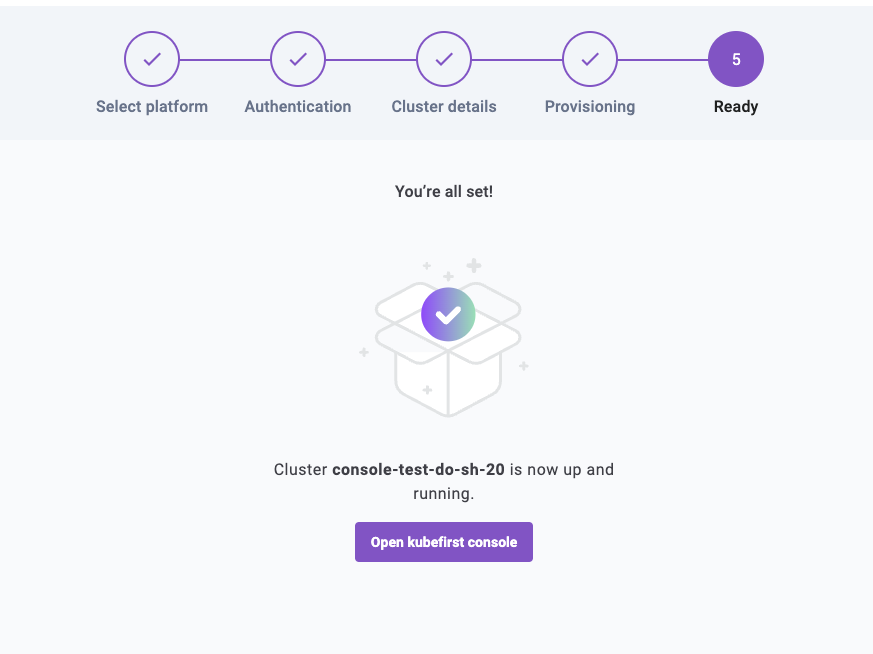 5
Select platform
Authentication
Cluster details
Provisioning
Ready
You’re all set!
Cluster console-test-do-sh-20 is now up and
running.
Open kubefirst console